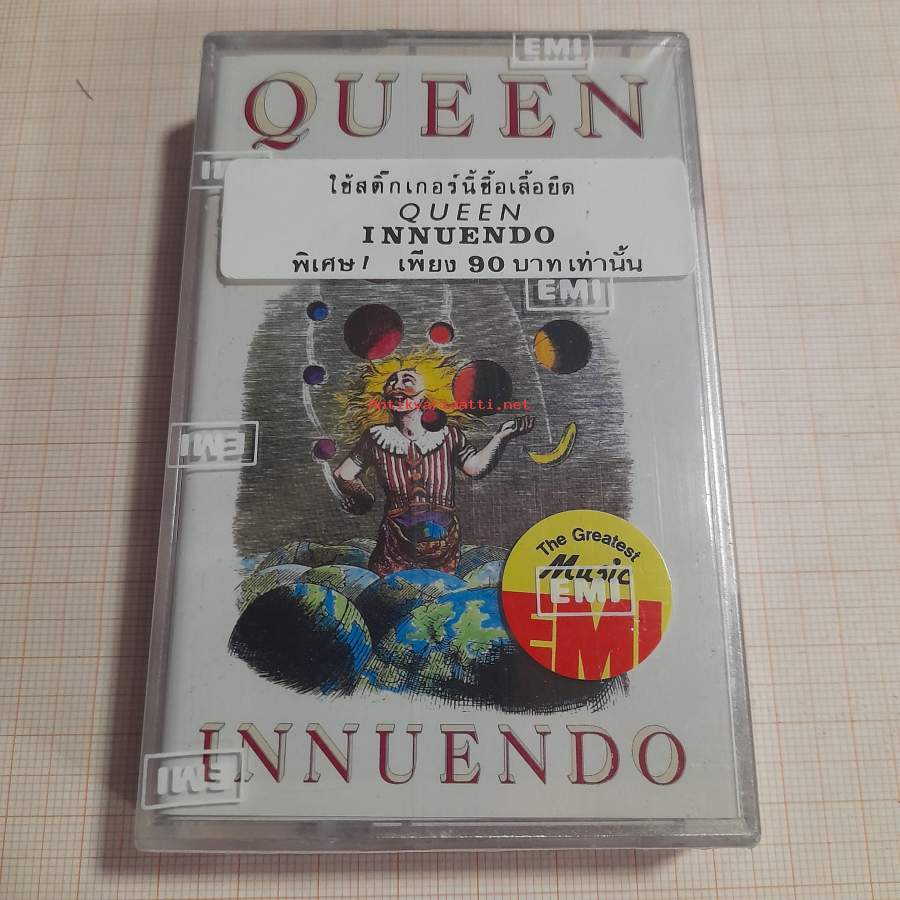 EMI
QUEEN
EMI
ใช้สติ๊กเกอร์นี้ซื้อเสื้อยืด
QUEEN
INNUENDO
พิเศษ! เพียง 90 บาทเท่านั้น
EMI
EMI
The Greatest
Music
EMI
EMI
INNUENDO
EMI